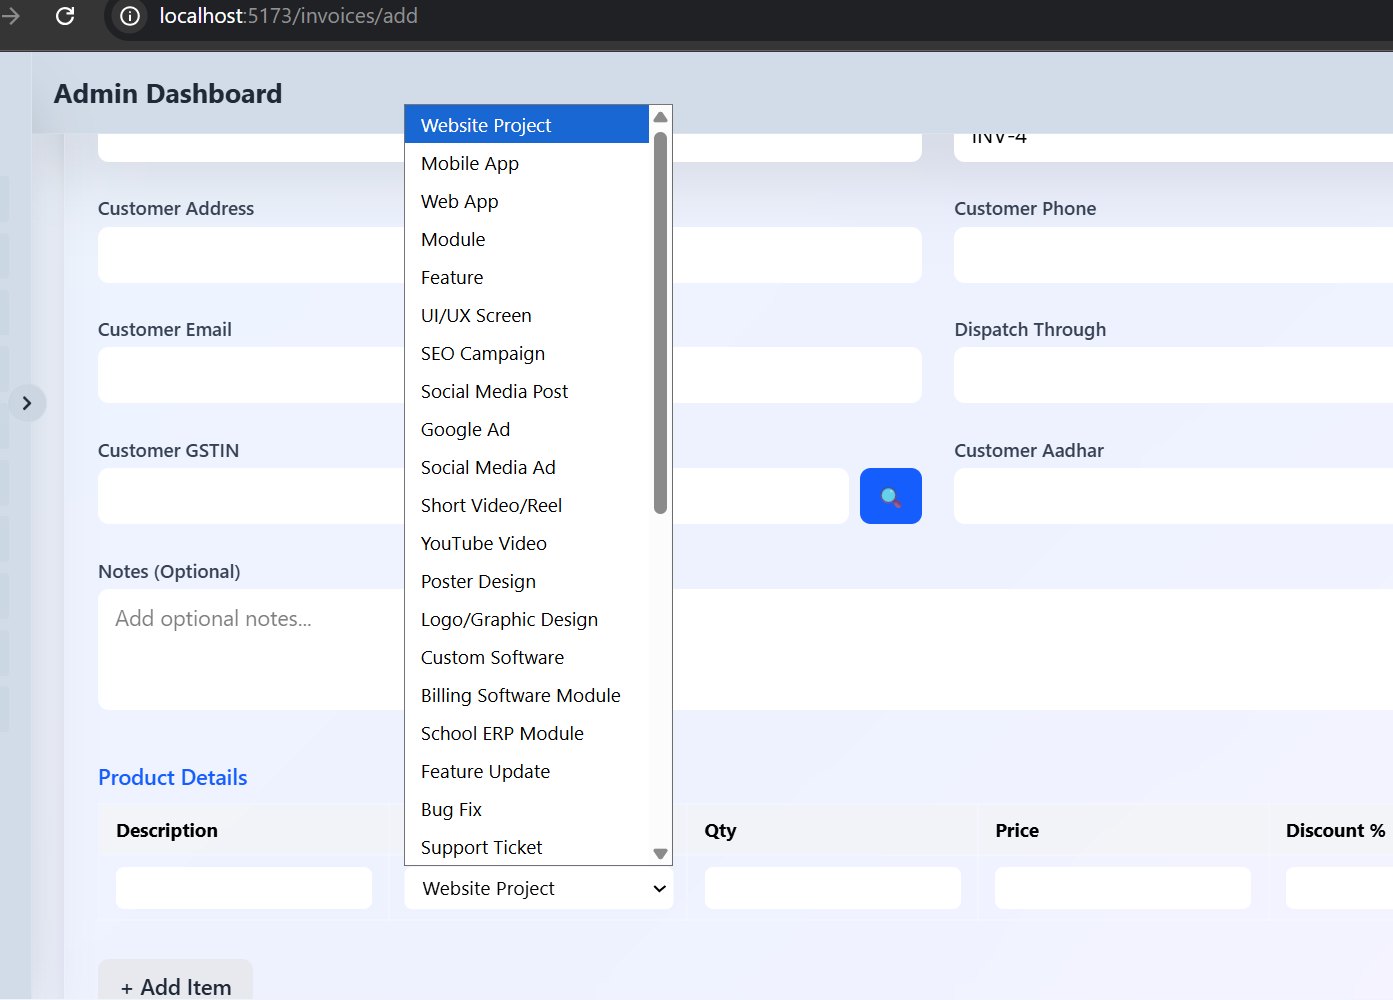 localhost:5173/invoices/add
Admin Dashboard
INV-4
Customer Address
Customer Phone
Customer Email
Dispatch Through
Customer GSTIN
Customer Aadhar
Notes (Optional)
Add optional notes...
Website Project
Mobile App
Web App
Module
Feature
UI/UX Screen
SEO Campaign
Social Media Post
Google Ad
Social Media Ad
Short Video/Reel
YouTube Video
Poster Design
Logo/Graphic Design
Custom Software
Billing Software Module
School ERP Module
Feature Update
Bug Fix
Support Ticket
Product Details
Description Qty Price Discount %
Website Project
+ Add Item